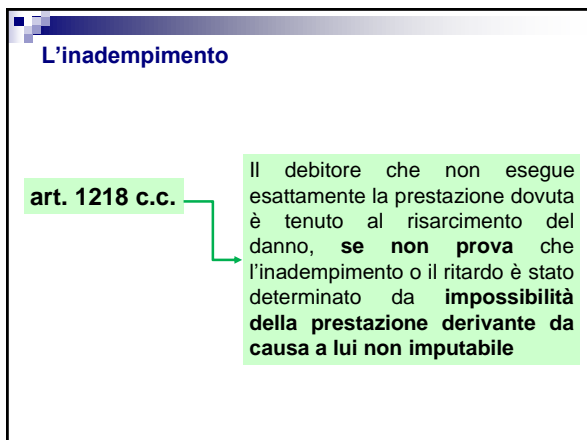 L'inadempimento
art. 1218 c.c.
Il debitore che non esegue
esattamente la prestazione dovuta
è tenuto al risarcimento del
danno, se non prova che
l'inadempimento o il ritardo è stato
determinato da impossibilità
della prestazione derivante da
causa a lui non imputabile